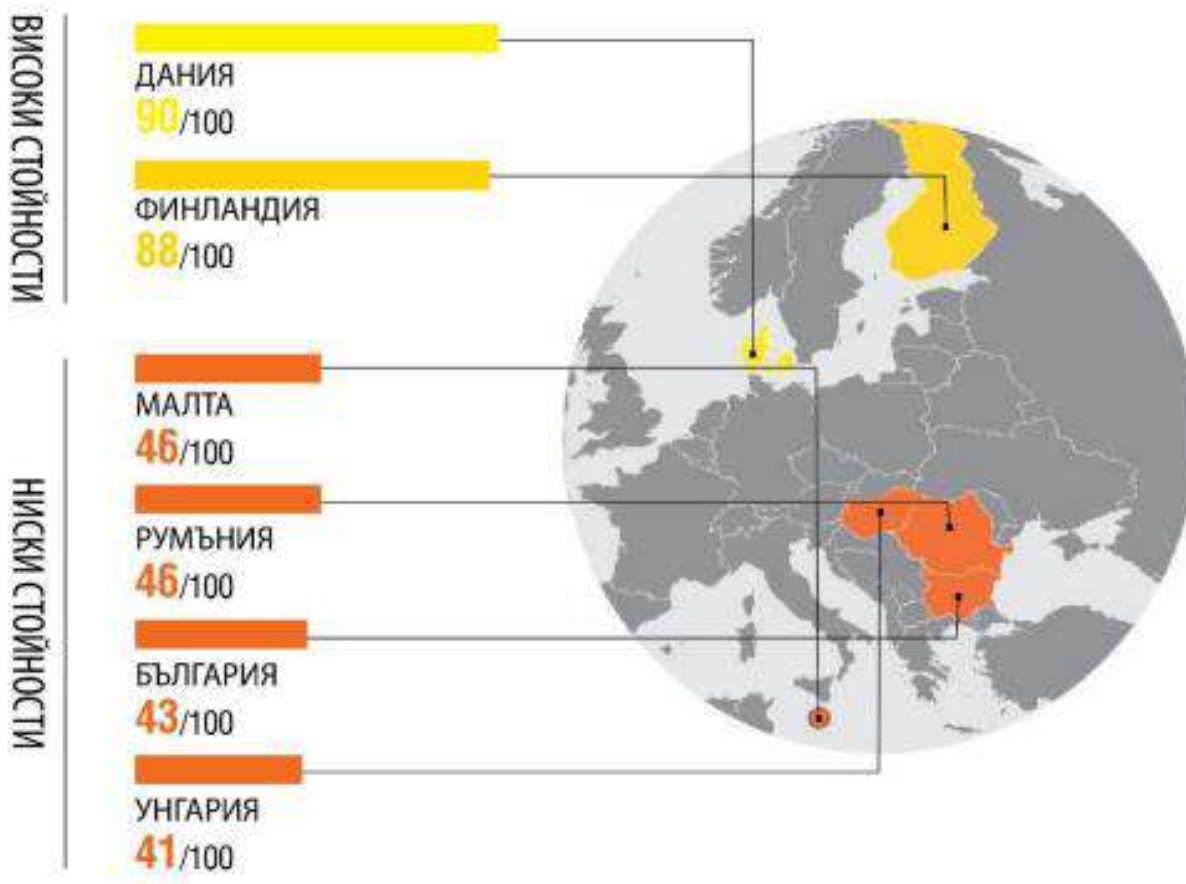 ВИСОКИ СТОЙНОСТИ
ДАНИЯ
90/100
ФИНЛАНДИЯ
88/100
НИСКИ СТОЙНОСТИ
МАЛТА
46/100
РУМЪНИЯ
46/100
БЪЛГАРИЯ
43/100
УНГАРИЯ
41/100